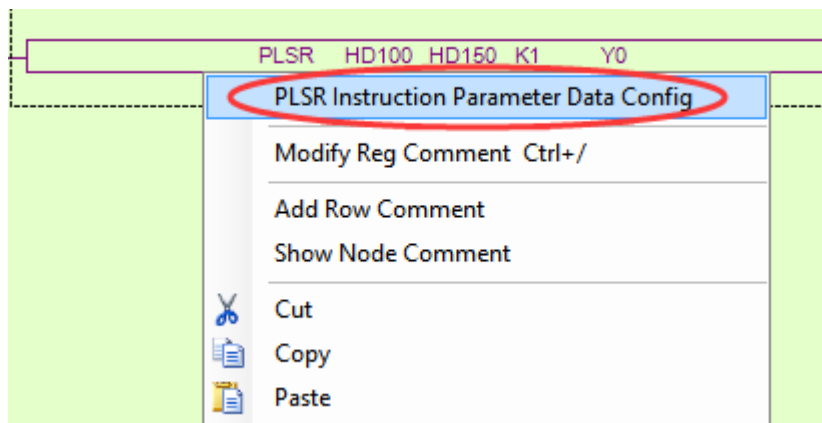 PLSR HD100 HD150 K1 Y0
PLSR Instruction Parameter Data Config
Modify Reg Comment Ctrl+/
Add Row Comment
Show Node Comment
Cut
Copy
Paste